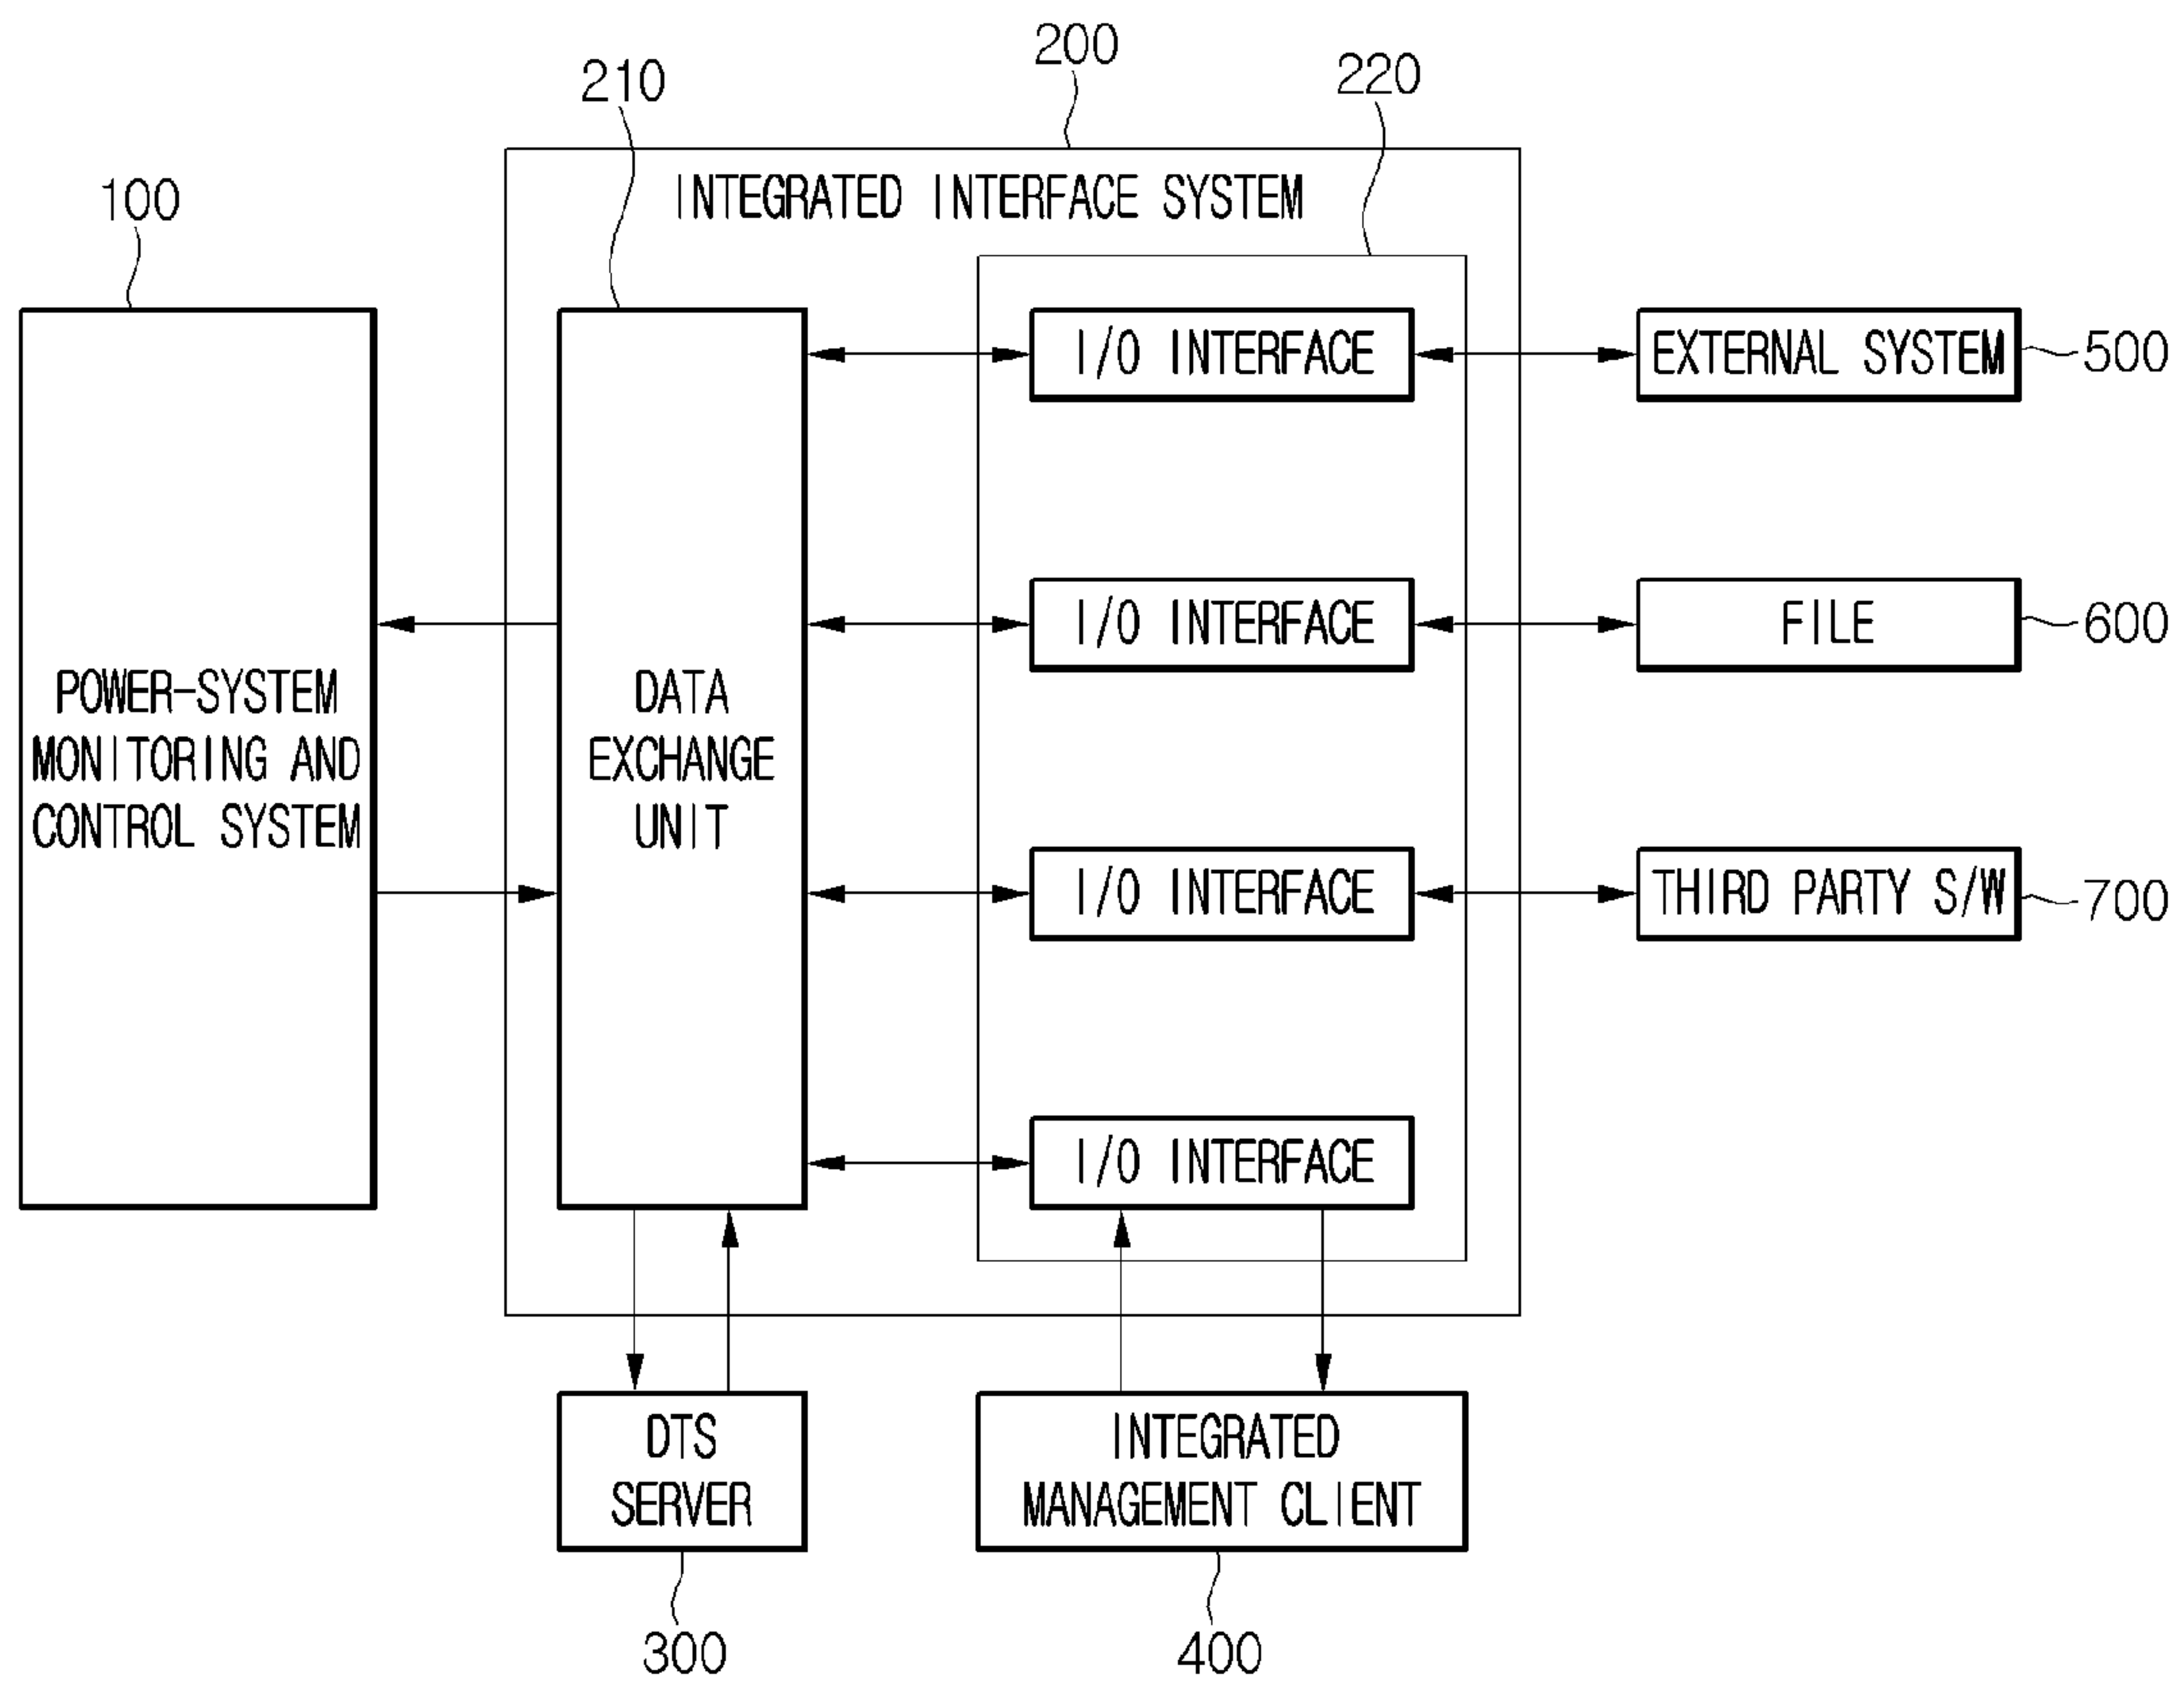 200
210
220
100
INTEGRATED INTERFACE SYSTEM
I/O INTERFACE
EXTERNAL SYSTEM
500
I/O INTERFACE
FILE
600
POWER-SYSTEM
MONITORING AND
CONTROL SYSTEM
DATA
EXCHANGE
UNIT
I/O INTERFACE
THIRD PARTY S/W
700
I/O INTERFACE
DTS
SERVER
INTEGRATED
MANAGEMENT CLIENT
300
400